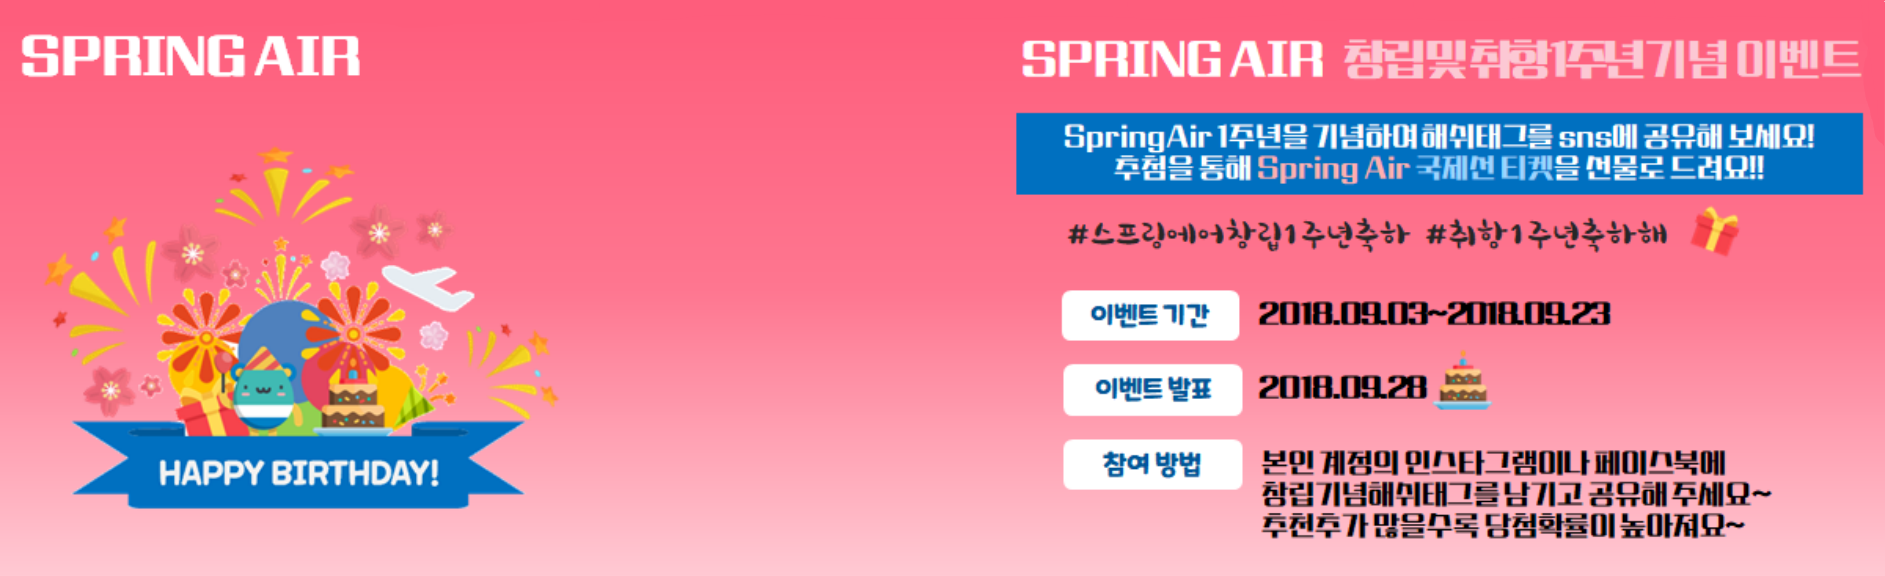 SPRING AIR
HAPPY BIRTHDAY!
SPRING AIR 창립및취항1주년기념 이벤트
SpringAir 1주년을 기념하여 해쉬태그를 sns에 공유해 보세요!
추첨을 통해 Spring Air 국제선 티켓을 선물로 드려요!!
#스프링에어창립1주년축하 #취항1주년축하해
이벤트 기간 2018.09.03~2018.09.23
이벤트 발표 2018.09.28
참여 방법 본인 계정의 인스타그램이나 페이스북에
창립기념해쉬태그를 남기고 공유해 주세요~
추천추가 많을수록 당첨확률이 높아져요~